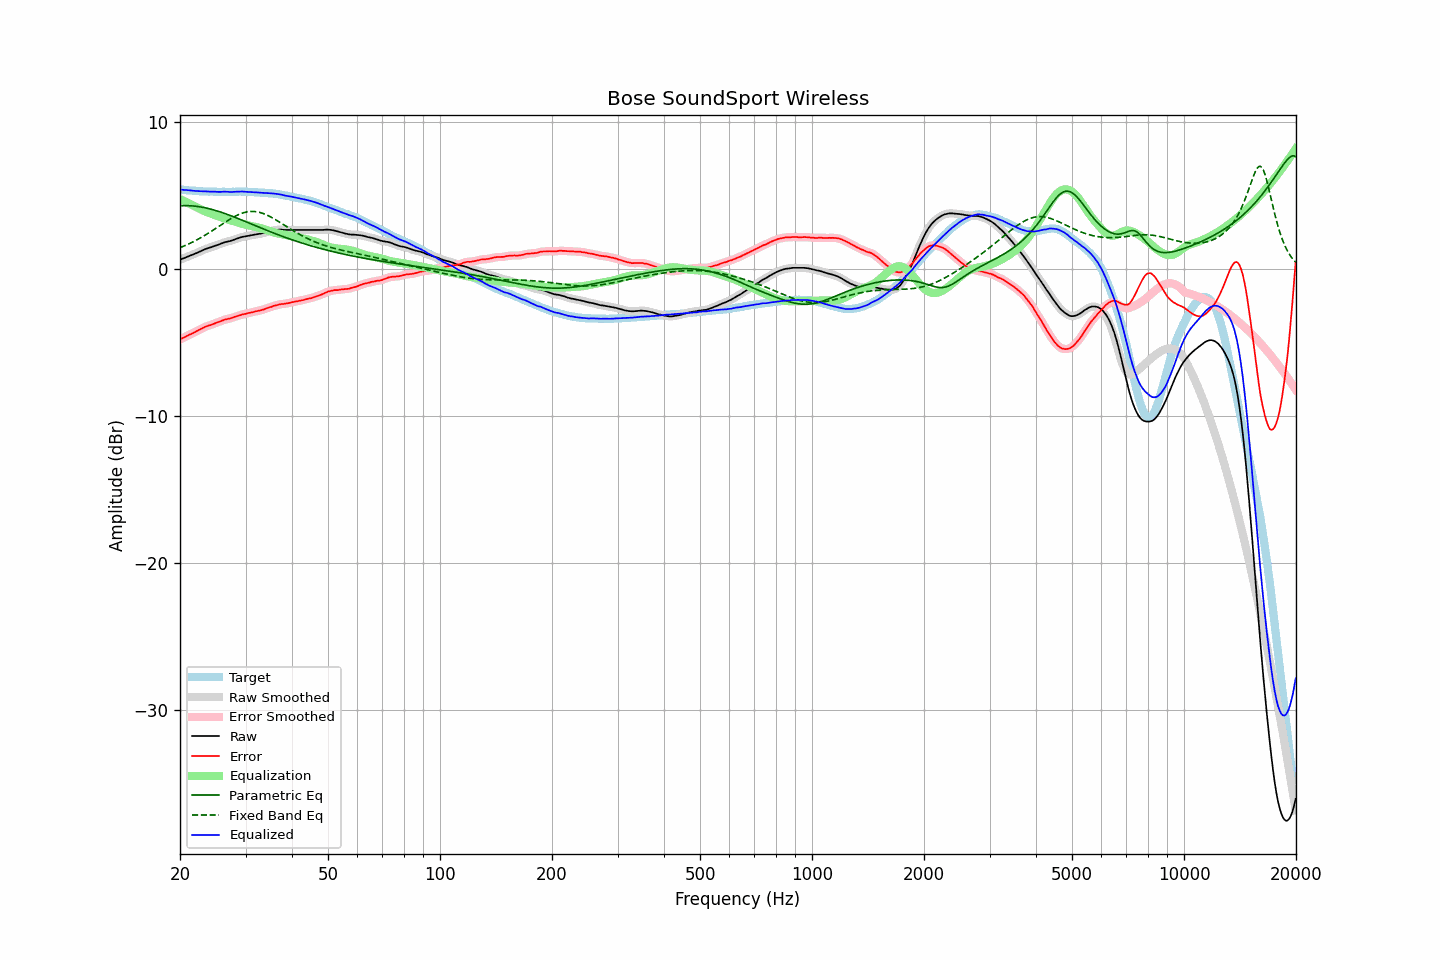 Bose SoundSport Wireless
10
0
−10
−20
−30
Amplitude (dBr)
Target
Raw Smoothed
Error Smoothed
Raw
Error
Equalization
Parametric Eq
Fixed Band Eq
Equalized
20 50 100 200 500 1000 2000 5000 10000 20000
Frequency (Hz)